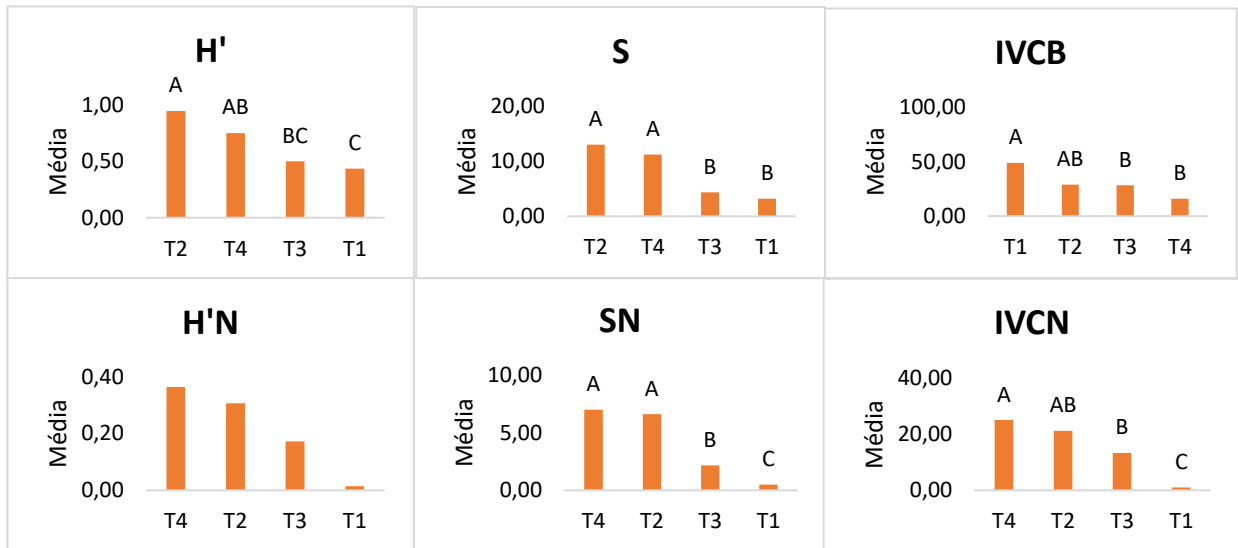 H'
Média
1,00
0,50
0,00
A
AB
BC
C
T2 T4 T3 T1
S
Média
20,00
10,00
0,00
A
A
B
B
T2 T4 T3 T1
IVCB
Média
100,00
50,00
0,00
A
AB
B
B
T1 T2 T3 T4
H'N
Média
0,40
0,20
0,00
T4 T2 T3 T1
SN
Média
10,00
5,00
0,00
A
A
B
C
T4 T2 T3 T1
IVCN
Média
40,00
20,00
0,00
A
AB
B
C
T4 T2 T3 T1